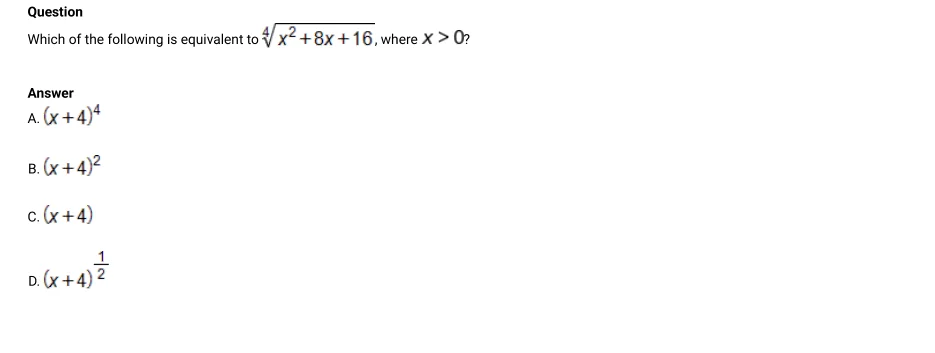 Question
Which of the following is equivalent to ∜(x²+8x+16), where x > 0?
Answer
A. (x+4)⁴
B. (x+4)²
C. (x+4)
D. (x+4)^(1/2)